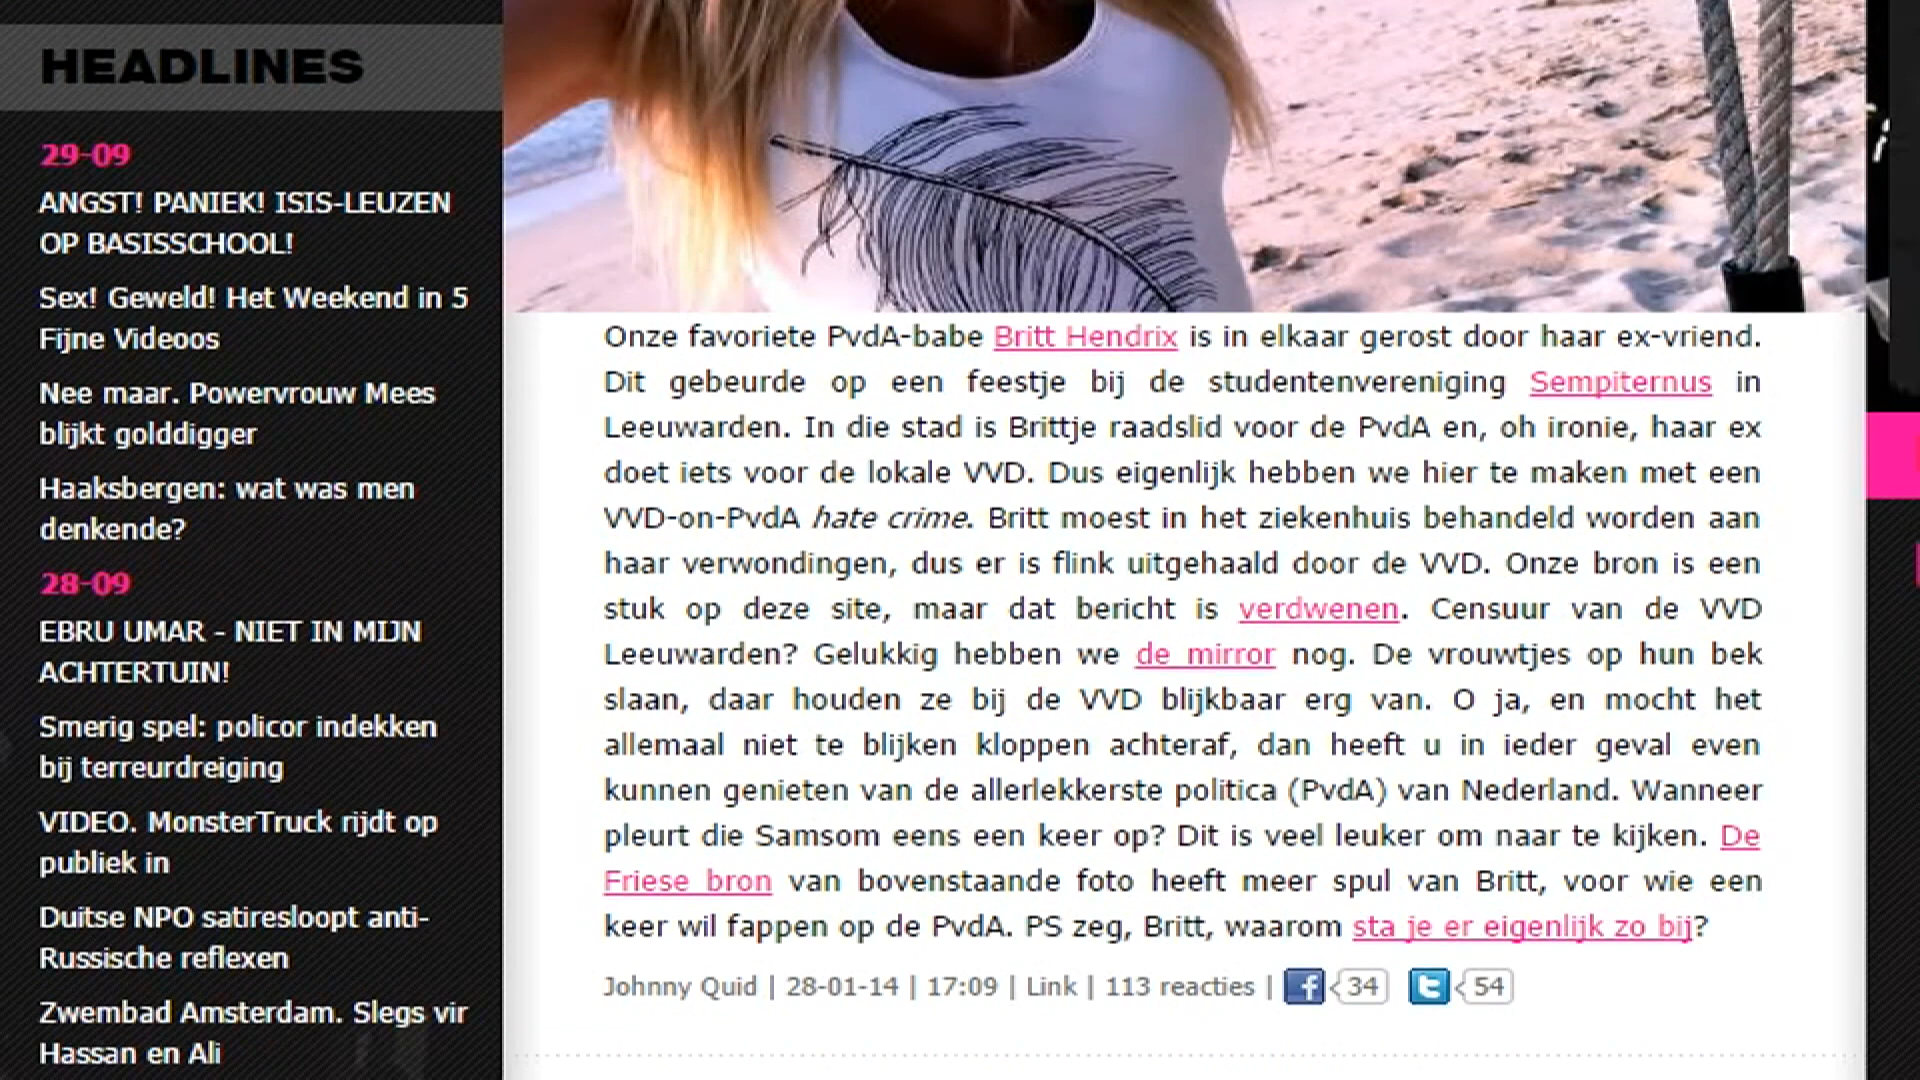 HEADLINES
29-09
ANGST! PANIEK! ISIS-LEUZEN
OP BASISSCHOOL!
Sex! Geweld! Het Weekend in 5
Fijne Videoos
Nee maar. Powervrouw Mees
blijkt golddigger
Haaksbergen: wat was men
denkende?
28-09
EBRU UMAR - NIET IN MIJN
ACHTERTUIN!
Smerig spel: policor indekken
bij terreurdreiging
VIDEO. MonsterTruck rijdt op
publiek in
Duitse NPO satiresloopt anti-
Russische reflexen
Zwembad Amsterdam. Slegs vir
Hassan en Ali
Onze favoriete PvdA-babe Britt Hendrix is in elkaar gerost door haar ex-vriend.
Dit gebeurde op een feestje bij de studentenvereniging Sempiternus in
Leeuwarden. In die stad is Brittje raadslid voor de PvdA en, oh ironie, haar ex
doet iets voor de lokale VVD. Dus eigenlijk hebben we hier te maken met een
VVD-on-PvdA hate crime. Britt moest in het ziekenhuis behandeld worden aan
haar verwondingen, dus er is flink uitgehaald door de VVD. Onze bron is een
stuk op deze site, maar dat bericht is verdwenen. Censuur van de VVD
Leeuwarden? Gelukkig hebben we de mirror nog. De vrouwtjes op hun bek
slaan, daar houden ze bij de VVD blijkbaar erg van. O ja, en mocht het
allemaal niet te blijken kloppen achteraf, dan heeft u in ieder geval even
kunnen genieten van de allerlekkerste politica (PvdA) van Nederland. Wanneer
pleurt die Samsom eens een keer op? Dit is veel leuker om naar te kijken. De
Friese bron van bovenstaande foto heeft meer spul van Britt, voor wie een
keer wil fappen op de PvdA. PS zeg, Britt, waarom sta je er eigenlijk zo bij?
Johnny Quid | 28-01-14 | 17:09 | Link | 113 reacties | 34 54